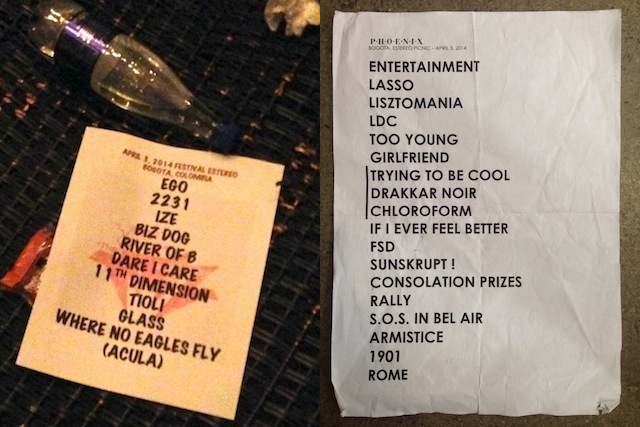 APRIL 3, 2014 FESTIVAL ESTEREO
BOGOTA, COLOMBIA
EGO
2231
IZE
BIZ DOG
RIVER OF B
DARE I CARE
11TH DIMENSION
TIOLI
GLASS
WHERE NO EAGLES FLY
(ACULA)
P·H·O·E·N·I·X
BOGOTA, ESTEREO PICNIC – APRIL 3, 2014
ENTERTAINMENT
LASSO
LISZTOMANIA
LDC
TOO YOUNG
GIRLFRIEND
TRYING TO BE COOL
DRAKKAR NOIR
CHLOROFORM
IF I EVER FEEL BETTER
FSD
SUNSKRUPT !
CONSOLATION PRIZES
RALLY
S.O.S. IN BEL AIR
ARMISTICE
1901
ROME